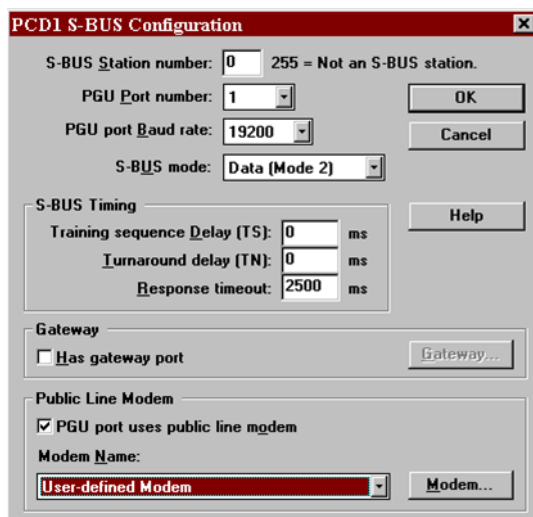 PCD1 S-BUS Configuration
S-BUS Station number: 0 255 = Not an S-BUS station.
PGU Port number: 1
OK
PGU port Baud rate: 19200
Cancel
S-BUS mode: Data (Mode 2)
S-BUS Timing
Help
Training sequence Delay (TS): 0 ms
Turnaround delay (TN): 0 ms
Response timeout: 2500 ms
Gateway
Has gateway port
Gateway...
Public Line Modem
PGU port uses public line modem
Modem Name:
User-defined Modem
Modem...